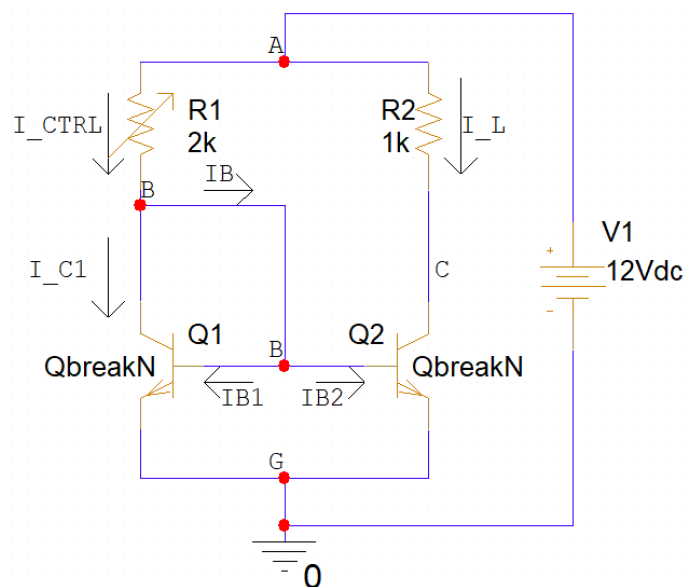 A
R1
2k
R2
1k
I_CTRL
I_L
IB
B
V1
12Vdc
+
-
I_C1
C
Q1
QbreakN
B
Q2
QbreakN
IB1
IB2
G
0